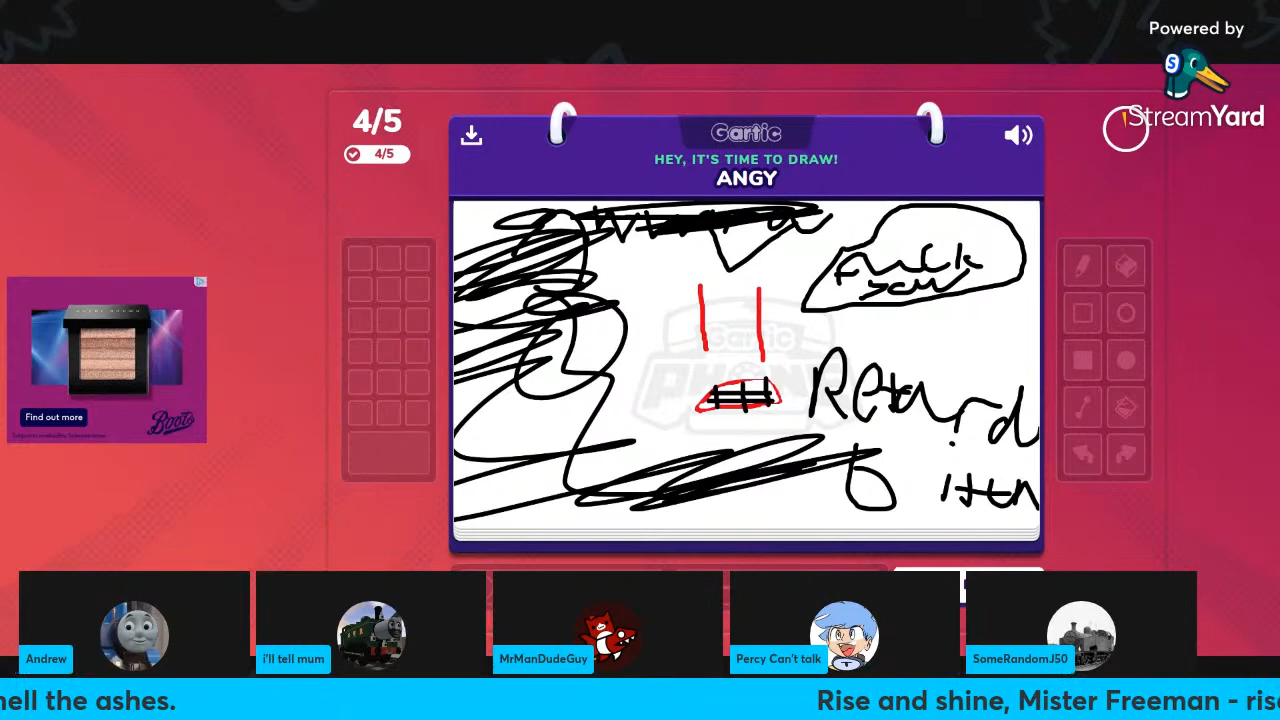 Powered by
StreamYard
4/5
4/5
Gartic
HEY, IT'S TIME TO DRAW!
ANGY
Fuck
you
Gartic
PHONE
Retard
Find out more
Boots
Andrew
i'll tell mum
MrManDudeGuy
Percy Can't talk
SomeRandomJ50
hell the ashes.
Rise and shine, Mister Freeman - rise